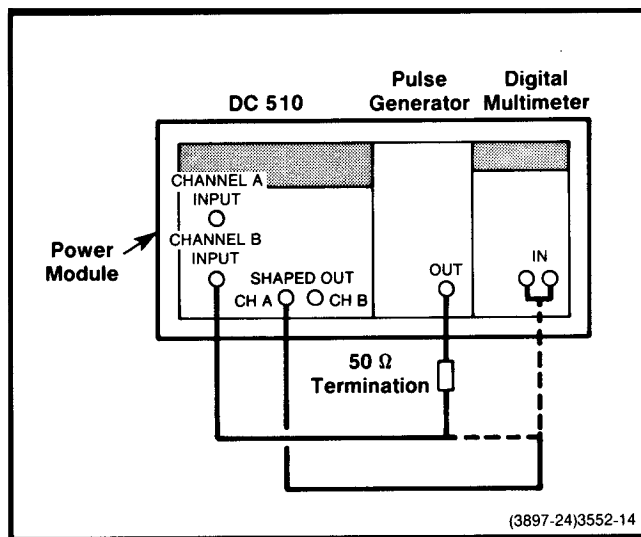 DC 510
Pulse
Generator
Digital
Multimeter
CHANNEL A
INPUT
CHANNEL B
INPUT
Power
Module
SHAPED OUT
CH A
CH B
OUT
IN
50 Ω
Termination
(3897-24)3552-14